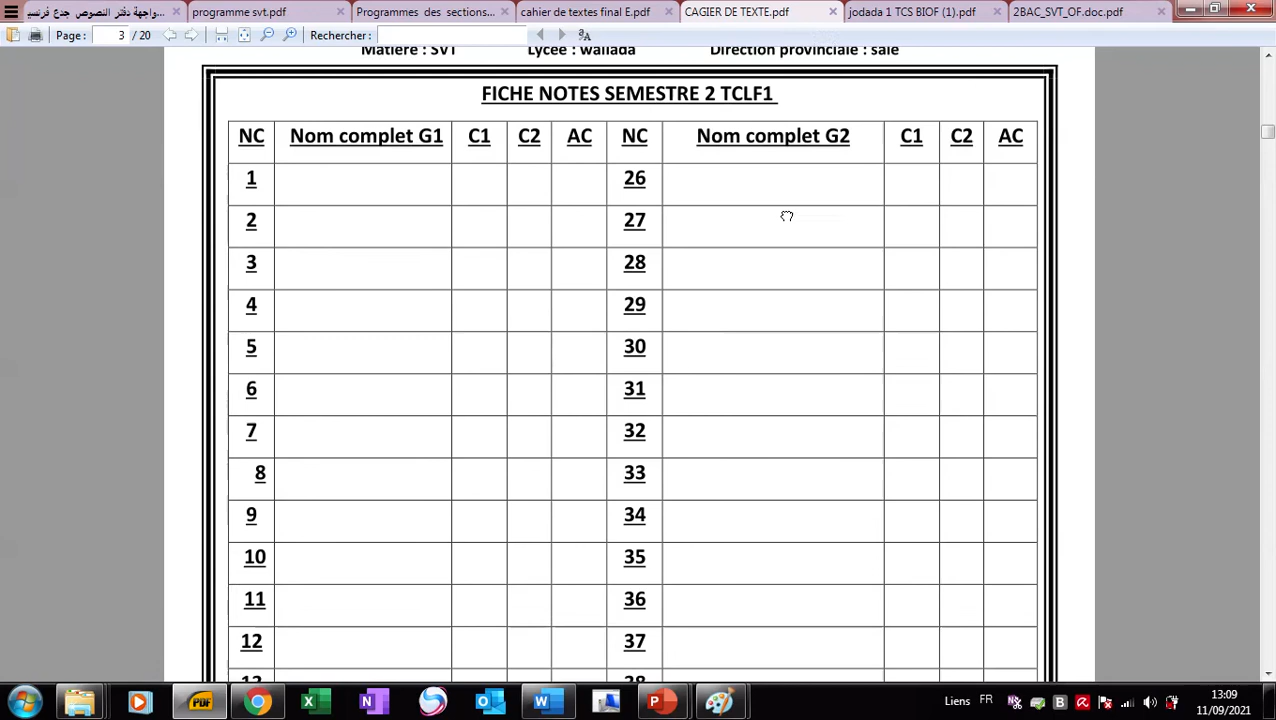 ...واجهة دفتر النصوص جدع فرنسي
programme svt.pdf
Programmes des sections...
cahier de textes final E.pdf
CAGIER DE TEXTE.pdf
jodada 1 TCS BIOF (1).pdf
2BAC_SVT_OF.doc.pdf
Page : 3 / 20 Rechercher :
Matière : SVT Lycée : wallada Direction provinciale : sale
FICHE NOTES SEMESTRE 2 TCLF1
NC Nom complet G1 C1 C2 AC NC Nom complet G2 C1 C2 AC
1 26
2 27
3 28
4 29
5 30
6 31
7 32
8 33
9 34
10 35
11 36
12 37
13 38
Liens FR 13:09
11/09/2021